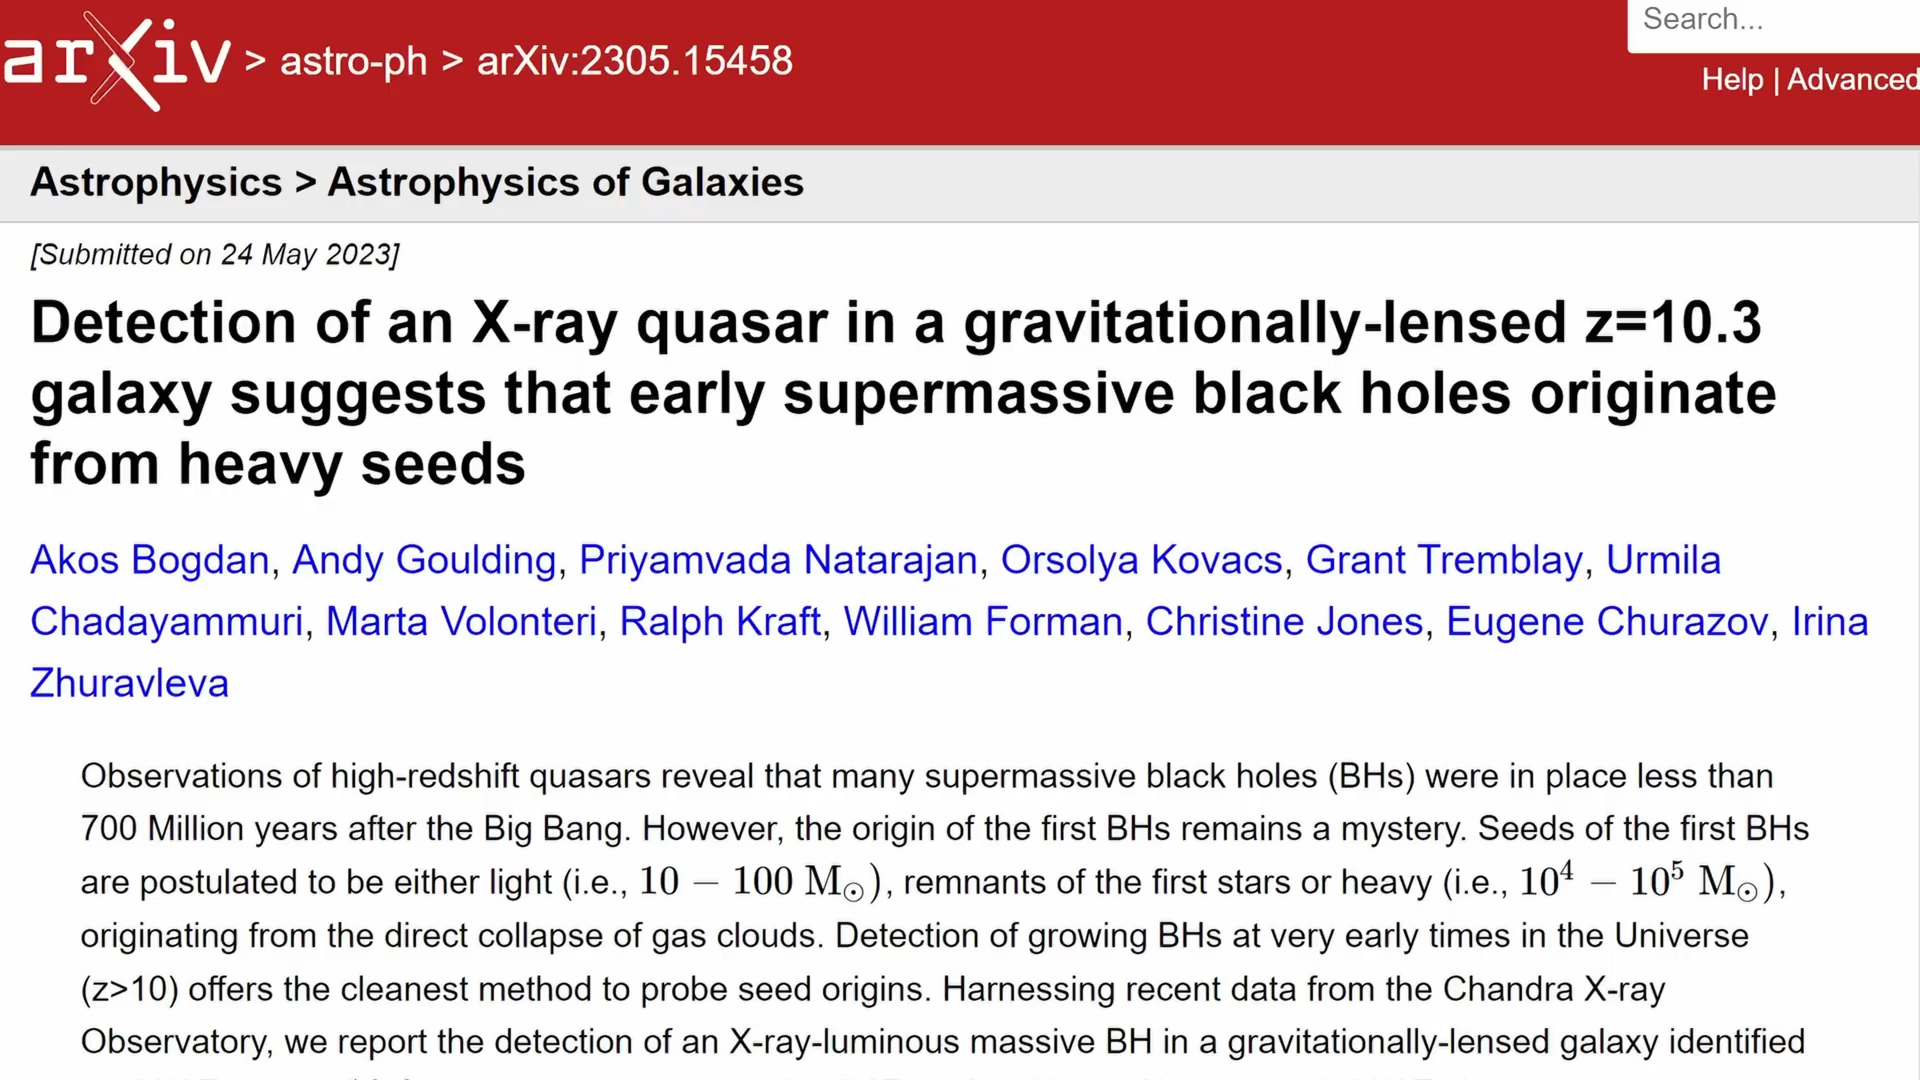 Search...
arXiv > astro-ph > arXiv:2305.15458
Help | Advanced
Astrophysics > Astrophysics of Galaxies
[Submitted on 24 May 2023]
Detection of an X-ray quasar in a gravitationally-lensed z=10.3
galaxy suggests that early supermassive black holes originate
from heavy seeds
Akos Bogdan, Andy Goulding, Priyamvada Natarajan, Orsolya Kovacs, Grant Tremblay, Urmila
Chadayammuri, Marta Volonteri, Ralph Kraft, William Forman, Christine Jones, Eugene Churazov, Irina
Zhuravleva
Observations of high-redshift quasars reveal that many supermassive black holes (BHs) were in place less than
700 Million years after the Big Bang. However, the origin of the first BHs remains a mystery. Seeds of the first BHs
are postulated to be either light (i.e., 10 − 100 M⊙), remnants of the first stars or heavy (i.e., 10⁴ − 10⁵ M⊙),
originating from the direct collapse of gas clouds. Detection of growing BHs at very early times in the Universe
(z>10) offers the cleanest method to probe seed origins. Harnessing recent data from the Chandra X-ray
Observatory, we report the detection of an X-ray-luminous massive BH in a gravitationally-lensed galaxy identified